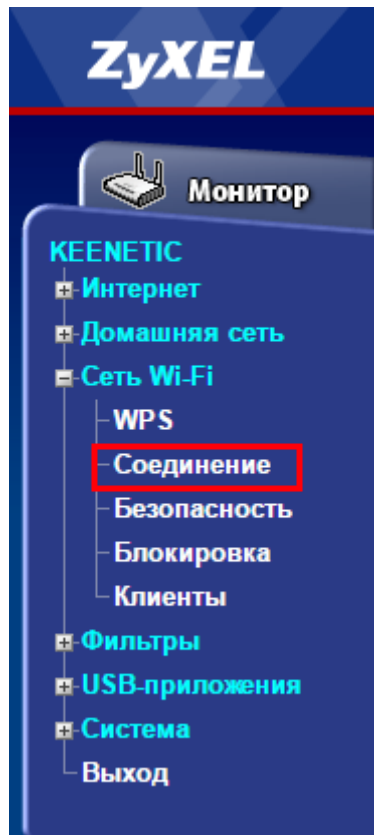 ZyXEL
Монитор
KEENETIC
Интернет
Домашняя сеть
Сеть Wi-Fi
WPS
Соединение
Безопасность
Блокировка
Клиенты
Фильтры
USB-приложения
Система
Выход